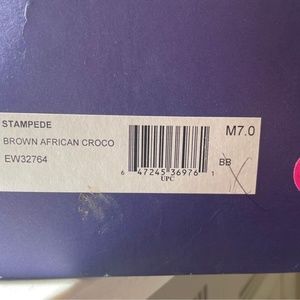 STAMPEDE
BROWN AFRICAN CROCO
EW32764
M7.0
BB
6 47245 36976 1
UPC